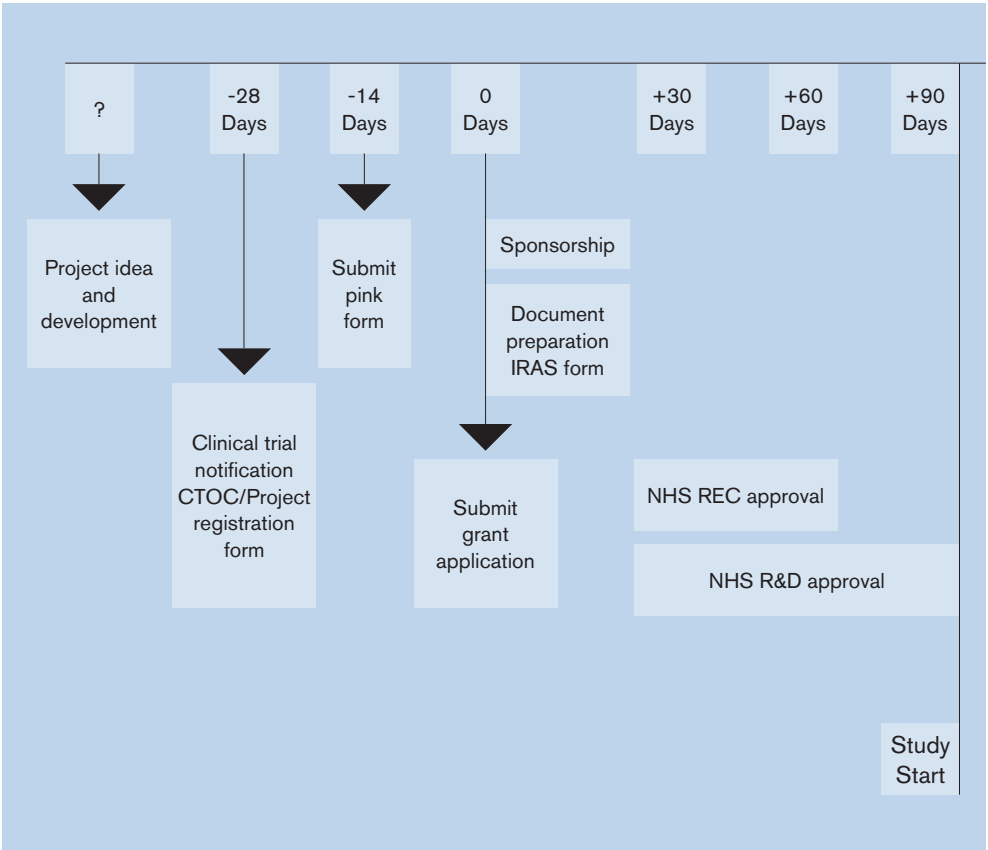 ?
-28
Days
-14
Days
0
Days
+30
Days
+60
Days
+90
Days
Project idea
and
development
Clinical trial
notification
CTOC/Project
registration
form
Submit
pink
form
Sponsorship
Document
preparation
IRAS form
Submit
grant
application
NHS REC approval
NHS R&D approval
Study
Start